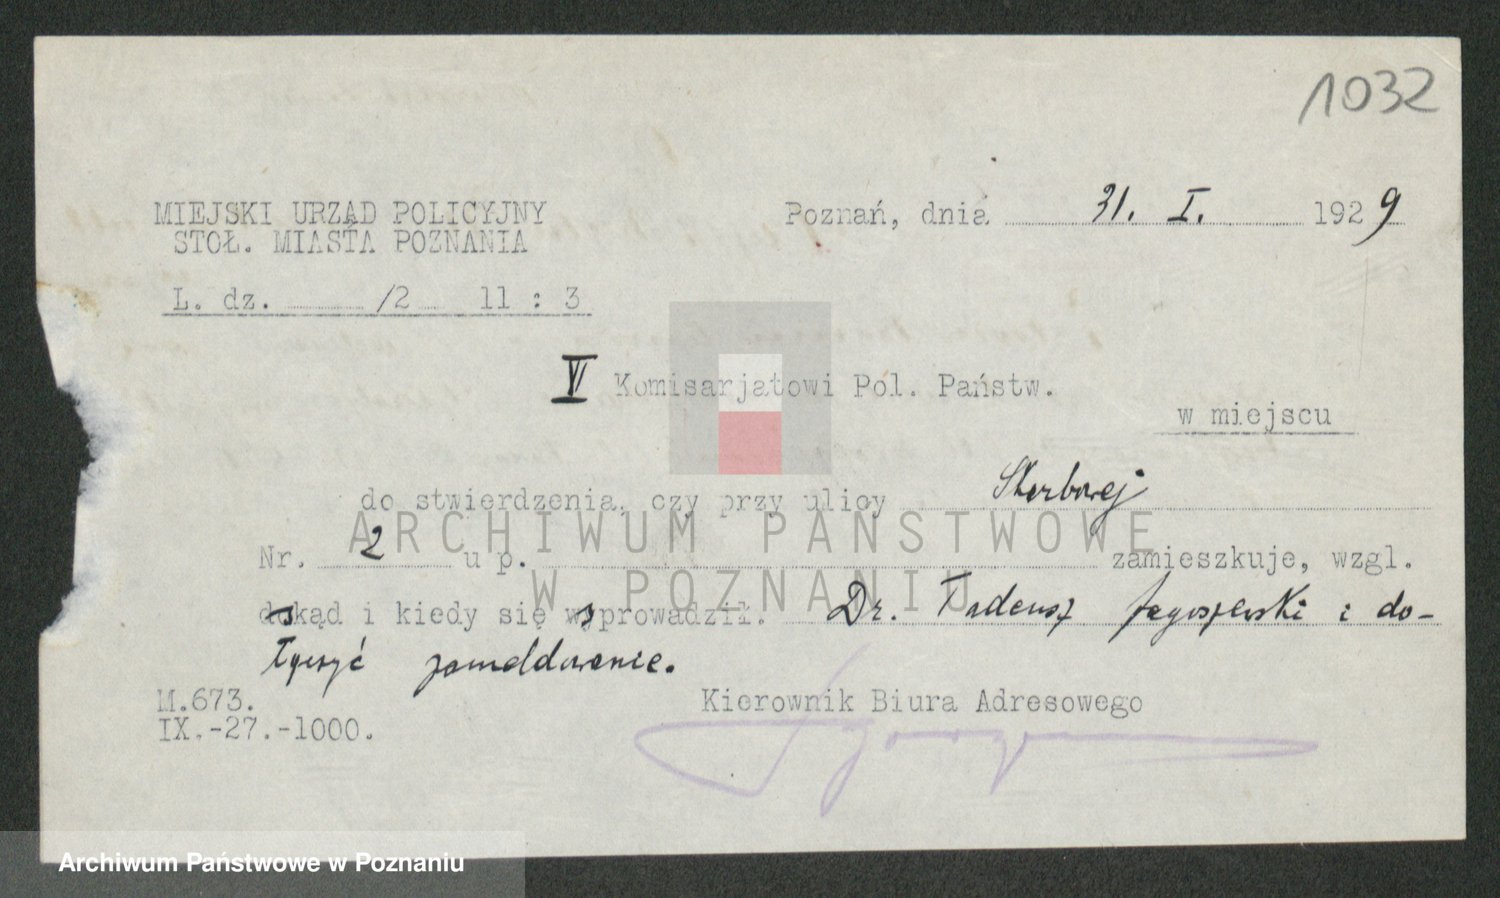 1032
MIEJSKI URZĄD POLICYJNY
STOŁ. MIASTA POZNANIA
Poznań, dnia 31. I. 1929
L. dz. /2 11 : 3
VI Komisarjatowi Pol. Państw.
w miejscu
do stwierdzenia, czy przy ulicy Skarbowej
Nr. 2 u p. zamieszkuje, wzgl.
dokąd i kiedy się wyprowadził. Dr. Tadeusz i do-
łączyć zameldowanie.
M.673.
IX.-27.-1000.
Kierownik Biura Adresowego
ARCHIWUM PAŃSTWOWE
W POZNANIU
Archiwum Państwowe w Poznaniu